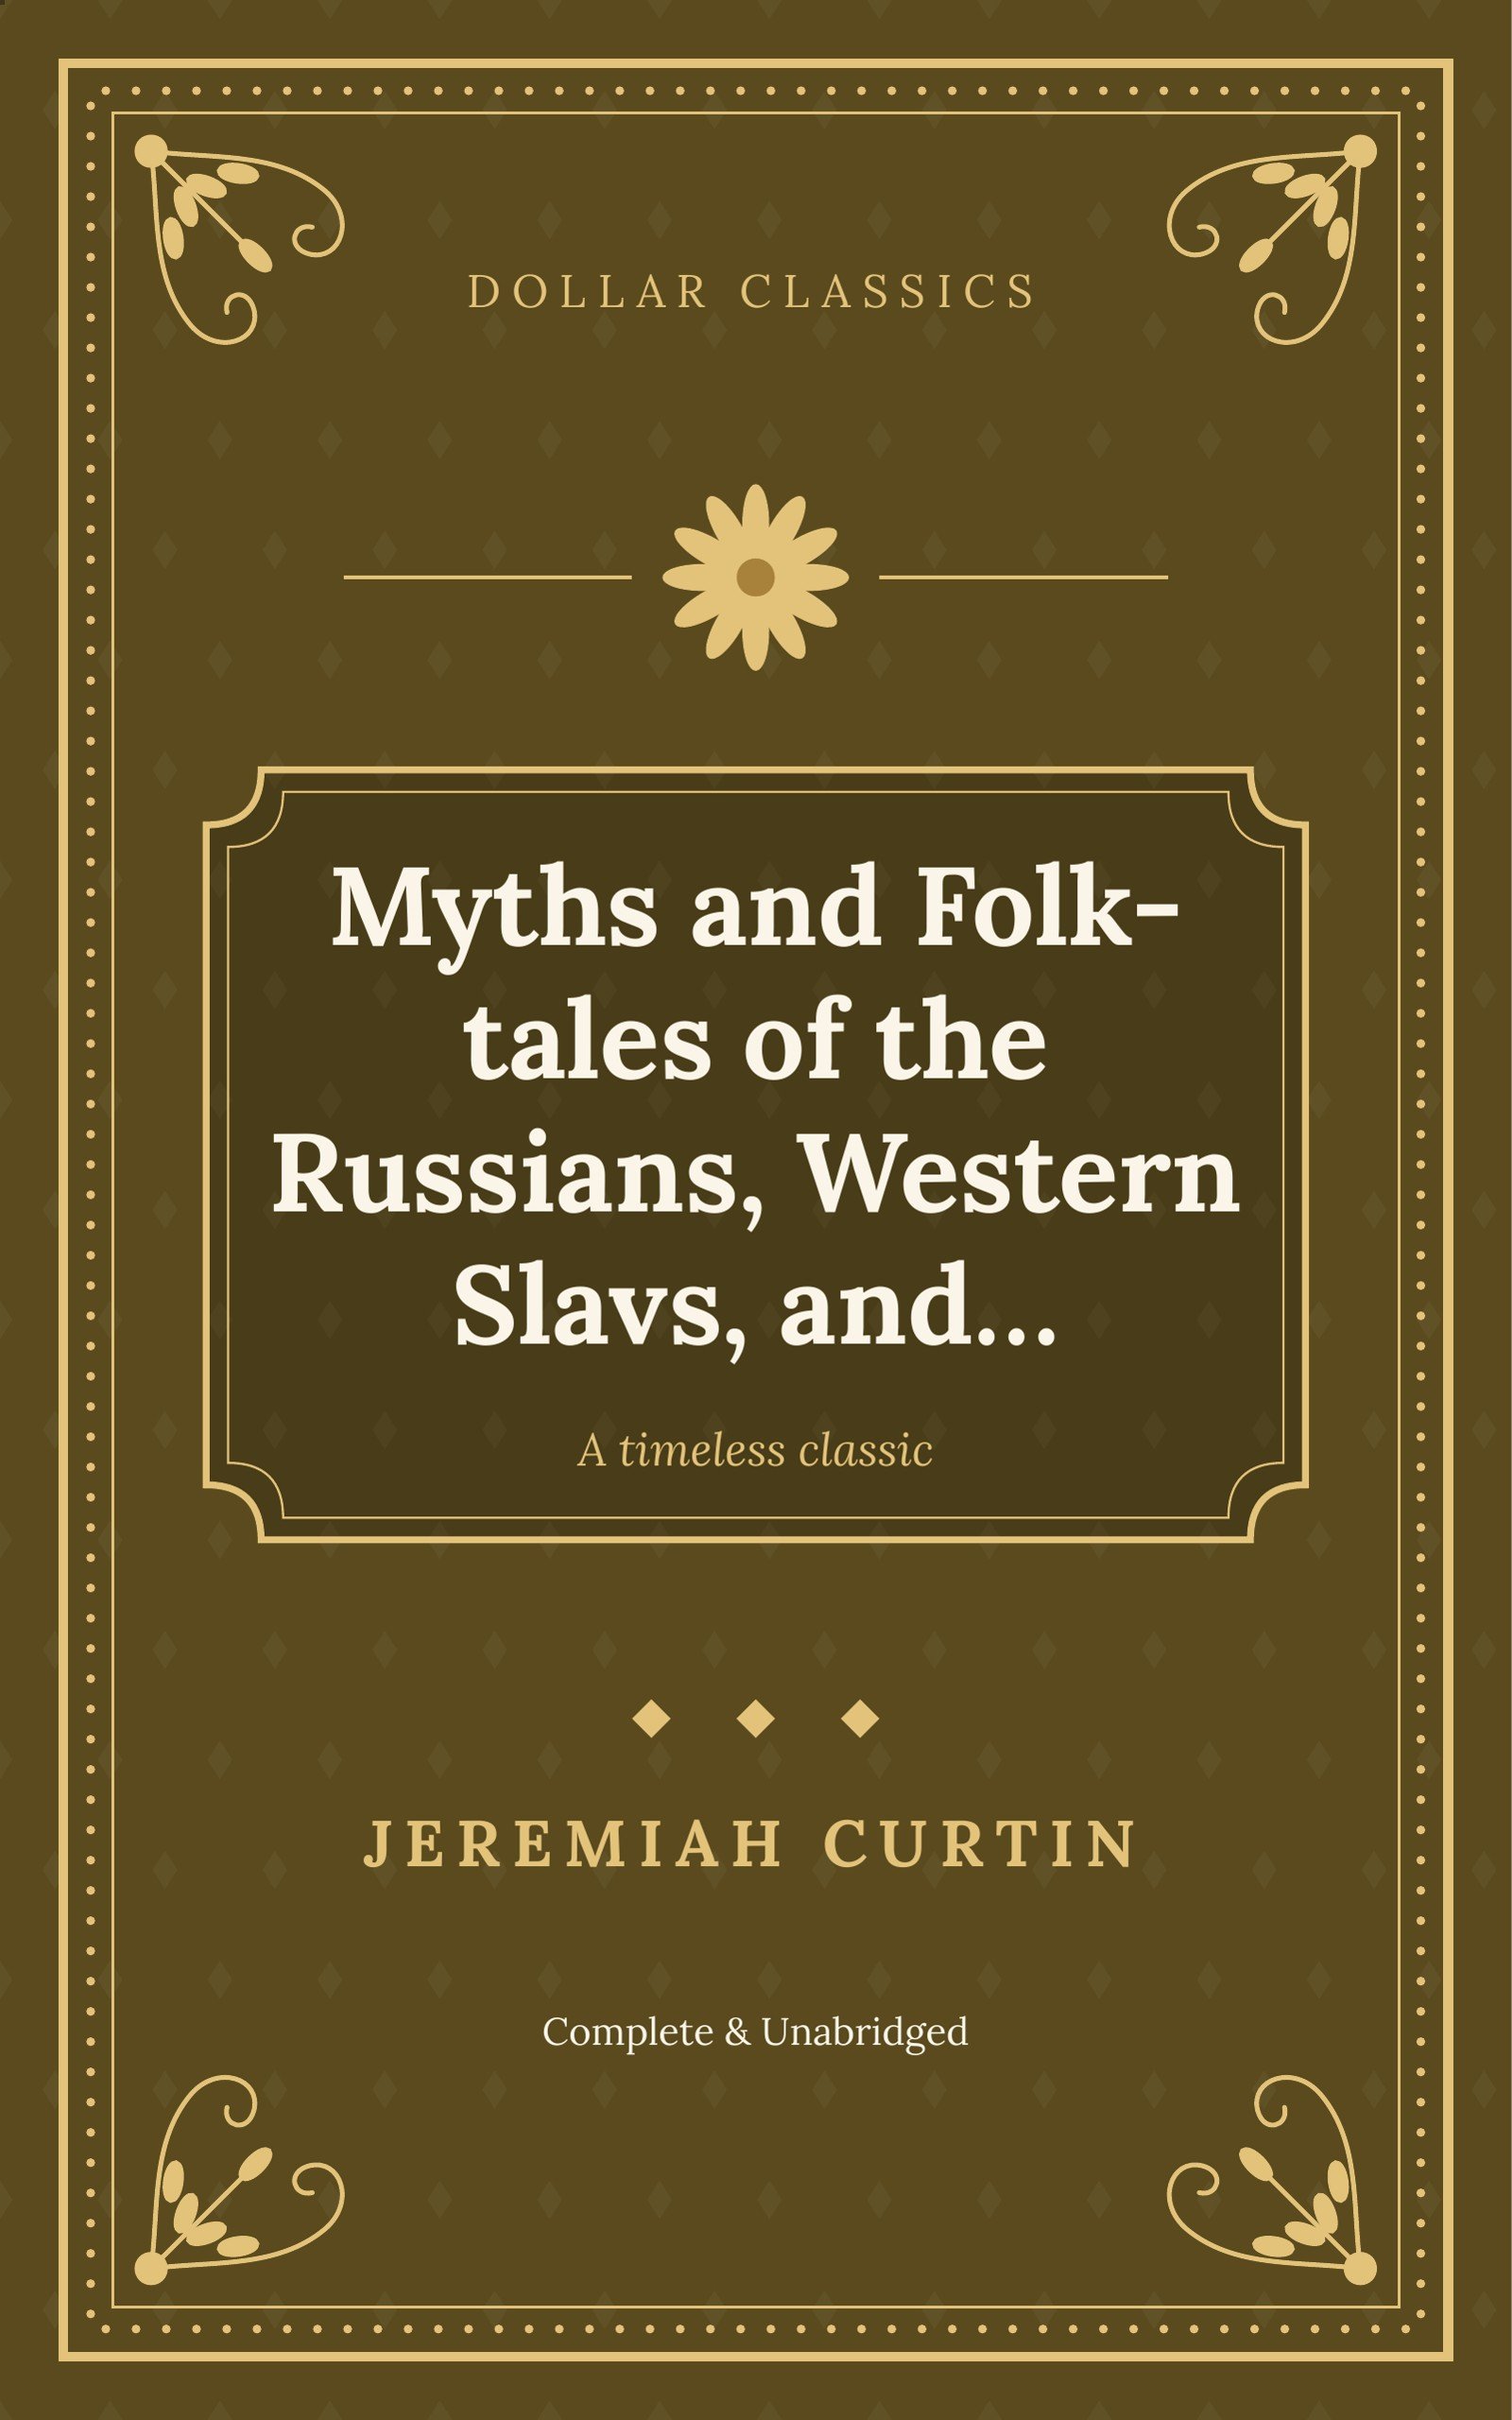 DOLLAR CLASSICS
Myths and Folk-
tales of the
Russians, Western
Slavs, and...
A timeless classic
JEREMIAH CURTIN
Complete & Unabridged